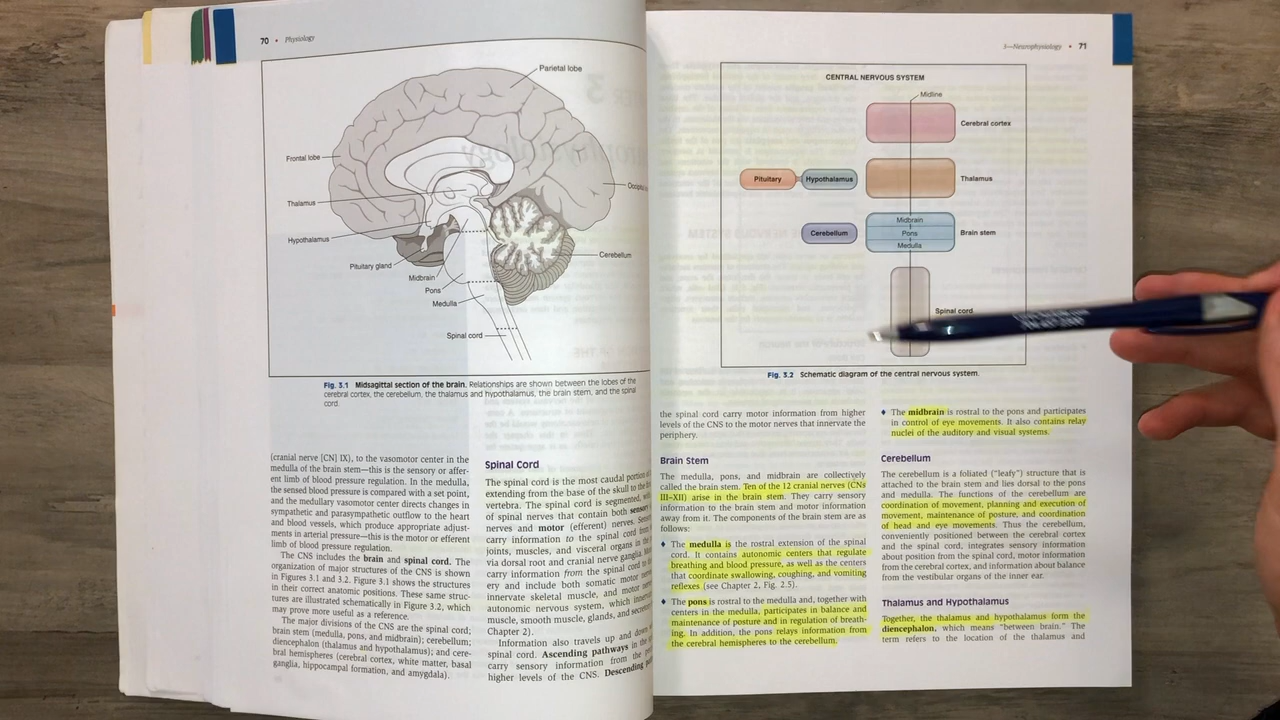 70 • Physiology
Parietal lobe
Frontal lobe
Thalamus
Hypothalamus
Pituitary gland
Midbrain
Pons
Medulla
Spinal cord
Cerebellum
Fig. 3.1 Midsagittal section of the brain. Relationships are shown between the lobes of the
cerebral cortex, the cerebellum, the thalamus and hypothalamus, the brain stem, and the spinal
cord.
(cranial nerve [CN] IX), to the vasomotor center in the
medulla of the brain stem—this is the sensory or affer-
ent limb of blood pressure regulation. In the medulla,
the sensed blood pressure is compared with a set point,
and the medullary vasomotor center directs changes in
sympathetic and parasympathetic outflow to the heart
and blood vessels, which produce appropriate adjust-
ments in arterial pressure—this is the motor or efferent
limb of blood pressure regulation.
The CNS includes the brain and spinal cord. The
organization of major structures of the CNS is shown
in Figures 3.1 and 3.2. Figure 3.1 shows the structures
in their correct anatomic positions. These same struc-
tures are illustrated schematically in Figure 3.2, which
may prove more useful as a reference.
The major divisions of the CNS are the spinal cord;
brain stem (medulla, pons, and midbrain); cerebellum;
diencephalon (thalamus and hypothalamus); and cere-
bral hemispheres (cerebral cortex, white matter, basal
ganglia, hippocampal formation, and amygdala).
Spinal Cord
The spinal cord is the most caudal portion
extending from the base of the skull to the
vertebra. The spinal cord is segmented,
of spinal nerves that contain both
nerves and motor (efferent) nerves.
carry information to the spinal cord
joints, muscles, and visceral organs in
via dorsal root and cranial nerve ganglia.
carry information from the spinal cord
ery and include both somatic motor
innervate skeletal muscle, and motor
autonomic nervous system, which
muscle, smooth muscle, glands, and
Chapter 2).
Information also travels up and
spinal cord. Ascending pathways in
carry sensory information from the
higher levels of the CNS.
3—Neurophysiology • 71
CENTRAL NERVOUS SYSTEM
Midline
Cerebral cortex
Pituitary Hypothalamus
Thalamus
Cerebellum
Midbrain
Pons
Medulla
Brain stem
Spinal cord
Fig. 3.2 Schematic diagram of the central nervous system.
the spinal cord carry motor information from higher
levels of the CNS to the motor nerves that innervate the
periphery.
Brain Stem
The medulla, pons, and midbrain are collectively
called the brain stem. Ten of the 12 cranial nerves (CNs
III–XII) arise in the brain stem. They carry sensory
information to the brain stem and motor information
away from it. The components of the brain stem are as
follows:
♦ The medulla is the rostral extension of the spinal
cord. It contains autonomic centers that regulate
breathing and blood pressure, as well as the centers
that coordinate swallowing, coughing, and vomiting
reflexes (see Chapter 2, Fig. 2.5).
♦ The pons is rostral to the medulla and, together with
centers in the medulla, participates in balance and
maintenance of posture and in regulation of breath-
ing. In addition, the pons relays information from
the cerebral hemispheres to the cerebellum.
♦ The midbrain is rostral to the pons and participates
in control of eye movements. It also contains relay
nuclei of the auditory and visual systems.
Cerebellum
The cerebellum is a foliated ("leafy") structure that is
attached to the brain stem and lies dorsal to the pons
and medulla. The functions of the cerebellum are
coordination of movement, planning and execution of
movement, maintenance of posture, and coordination
of head and eye movements. Thus the cerebellum,
conveniently positioned between the cerebral cortex
and the spinal cord, integrates sensory information
about position from the spinal cord, motor information
from the cerebral cortex, and information about balance
from the vestibular organs of the inner ear.
Thalamus and Hypothalamus
Together, the thalamus and hypothalamus form the
diencephalon, which means "between brain." The
term refers to the location of the thalamus and